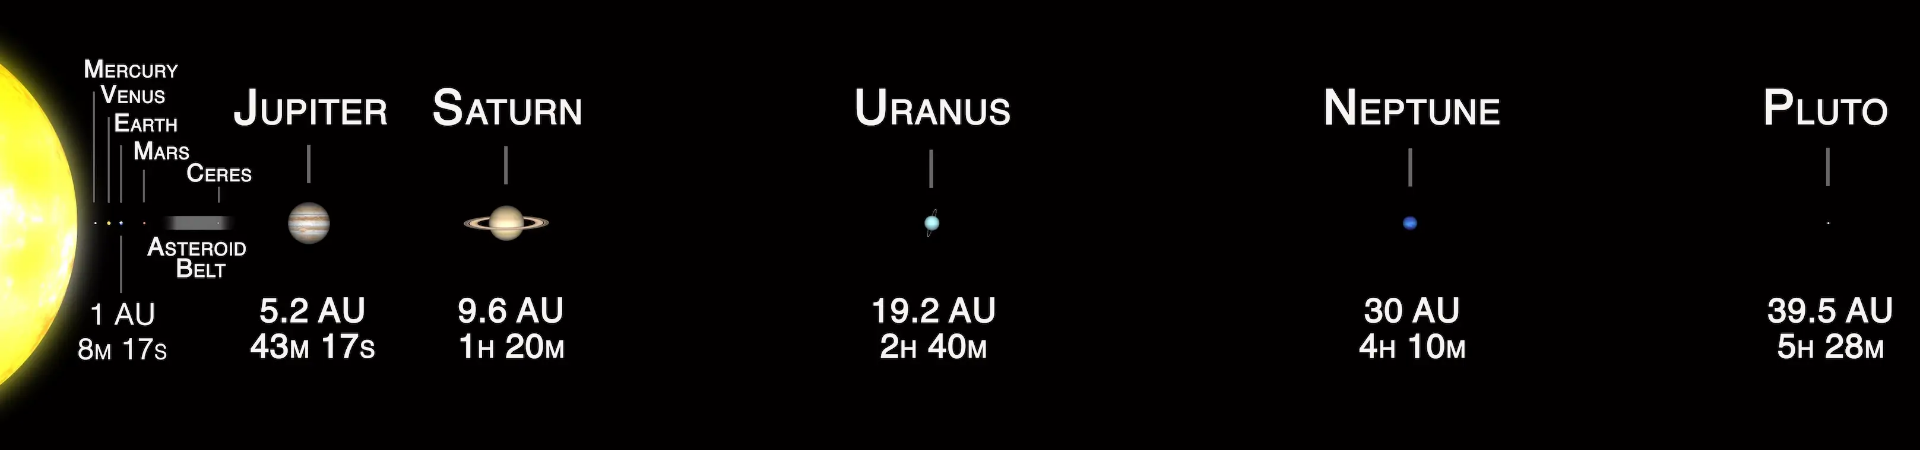 Mercury
Venus
Earth
Mars
Ceres
Asteroid
Belt
1 AU
8m 17s
Jupiter
5.2 AU
43m 17s
Saturn
9.6 AU
1h 20m
Uranus
19.2 AU
2h 40m
Neptune
30 AU
4h 10m
Pluto
39.5 AU
5h 28m